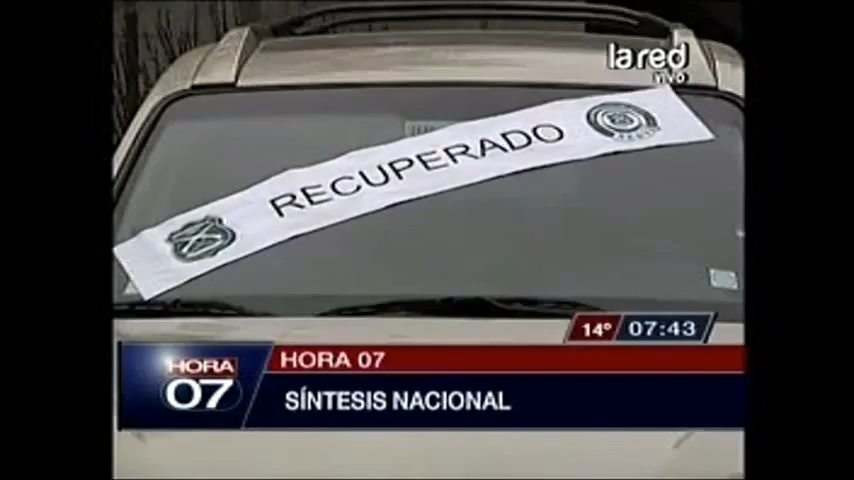 la red
vivo
RECUPERADO
14° 07:43
HORA 07
HORA 07
SÍNTESIS NACIONAL